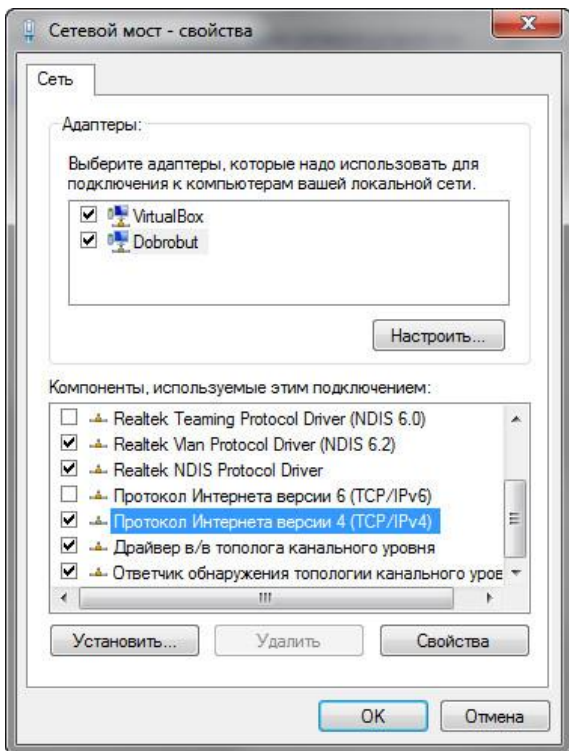 Сетевой мост - свойства
Сеть
Адаптеры:
Выберите адаптеры, которые надо использовать для
подключения к компьютерам вашей локальной сети.
VirtualBox
Dobrobut
Настроить...
Компоненты, используемые этим подключением:
Realtek Teaming Protocol Driver (NDIS 6.0)
Realtek Vlan Protocol Driver (NDIS 6.2)
Realtek NDIS Protocol Driver
Протокол Интернета версии 6 (TCP/IPv6)
Протокол Интернета версии 4 (TCP/IPv4)
Драйвер в/в тополога канального уровня
Ответчик обнаружения топологии канального уров
Установить...
Удалить
Свойства
OK
Отмена